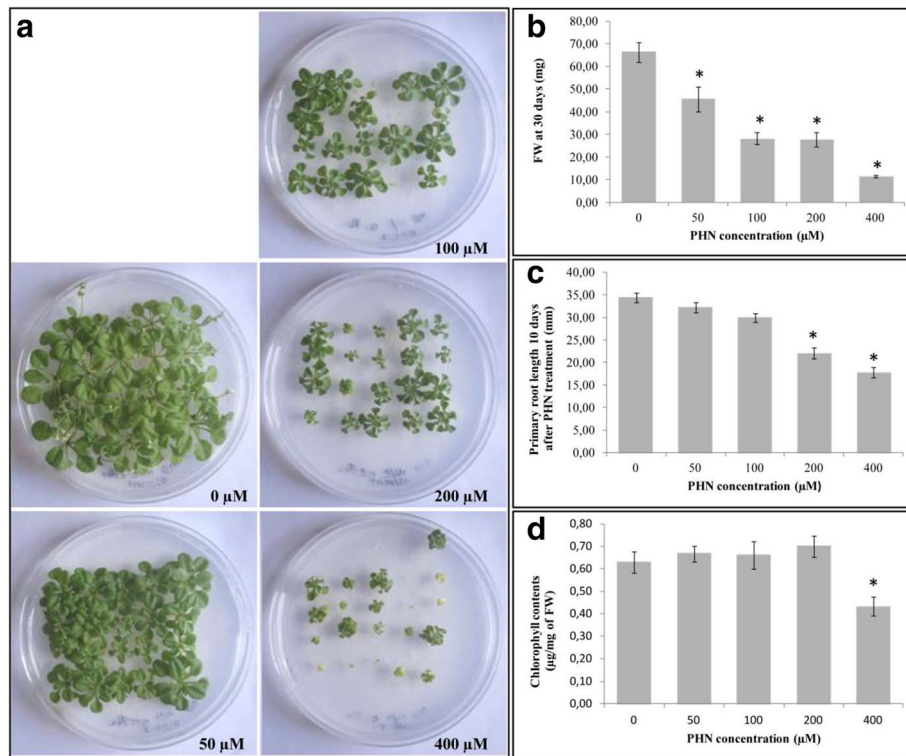 a
100 µM
0 µM
200 µM
50 µM
400 µM
b
FW at 30 days (mg)
80,00
70,00
60,00
50,00
40,00
30,00
20,00
10,00
0,00
*
*
*
*
0 50 100 200 400
PHN concentration (µM)
c
Primary root length 10 days
after PHN treatment (mm)
40,00
35,00
30,00
25,00
20,00
15,00
10,00
5,00
0,00
*
*
0 50 100 200 400
PHN concentration (µM)
d
Chlorophyll contents
(µg/mg of FW)
0,80
0,70
0,60
0,50
0,40
0,30
0,20
0,10
0,00
*
0 50 100 200 400
PHN concentration (µM)